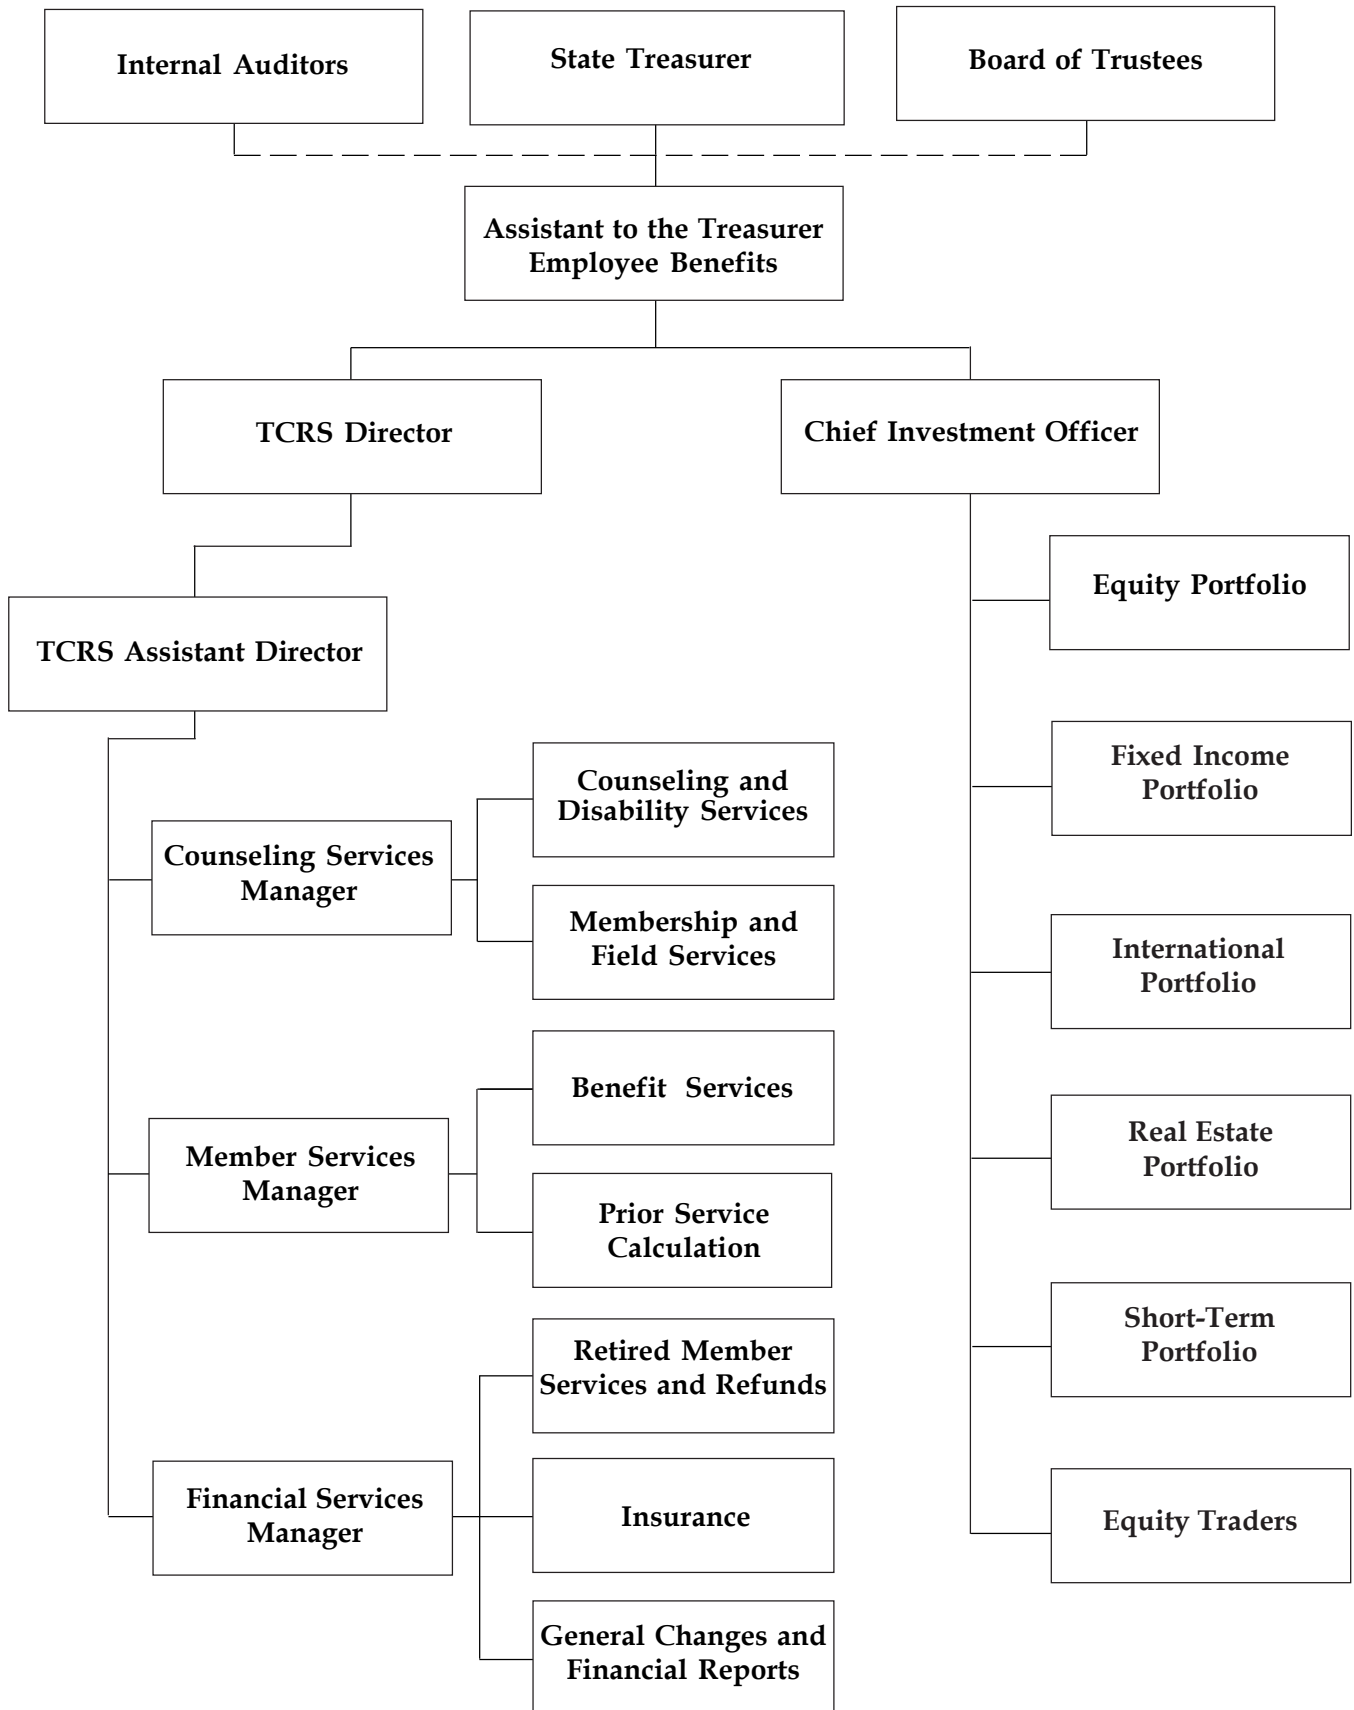 Internal Auditors
State Treasurer
Board of Trustees
Assistant to the Treasurer
Employee Benefits
TCRS Director
Chief Investment Officer
TCRS Assistant Director
Counseling Services
Manager
Counseling and
Disability Services
Membership and
Field Services
Member Services
Manager
Benefit Services
Prior Service
Calculation
Financial Services
Manager
Retired Member
Services and Refunds
Insurance
General Changes and
Financial Reports
Equity Portfolio
Fixed Income
Portfolio
International
Portfolio
Real Estate
Portfolio
Short-Term
Portfolio
Equity Traders